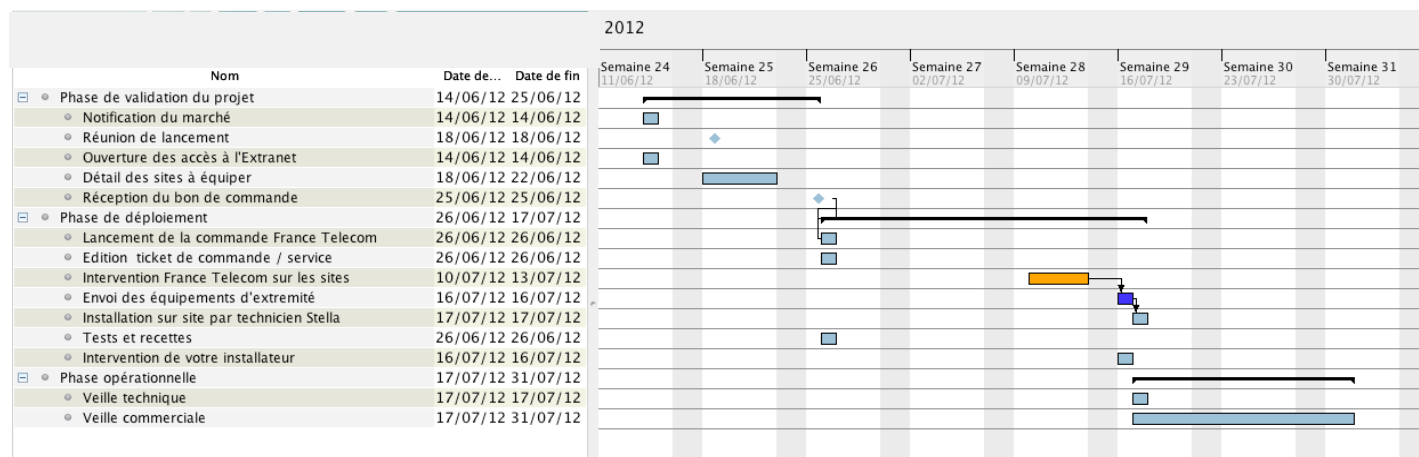 2012
Semaine 24 Semaine 25 Semaine 26 Semaine 27 Semaine 28 Semaine 29 Semaine 30 Semaine 31
Nom Date de... Date de fin 11/06/12 18/06/12 25/06/12 02/07/12 09/07/12 16/07/12 23/07/12 30/07/12
Phase de validation du projet 14/06/12 25/06/12
Notification du marché 14/06/12 14/06/12
Réunion de lancement 18/06/12 18/06/12
Ouverture des accès à l'Extranet 14/06/12 14/06/12
Détail des sites à équiper 18/06/12 22/06/12
Réception du bon de commande 25/06/12 25/06/12
Phase de déploiement 26/06/12 17/07/12
Lancement de la commande France Telecom 26/06/12 26/06/12
Edition ticket de commande / service 26/06/12 26/06/12
Intervention France Telecom sur les sites 10/07/12 13/07/12
Envoi des équipements d'extremité 16/07/12 16/07/12
Installation sur site par technicien Stella 17/07/12 17/07/12
Tests et recettes 26/06/12 26/06/12
Intervention de votre installateur 16/07/12 16/07/12
Phase opérationnelle 17/07/12 31/07/12
Veille technique 17/07/12 17/07/12
Veille commerciale 17/07/12 31/07/12